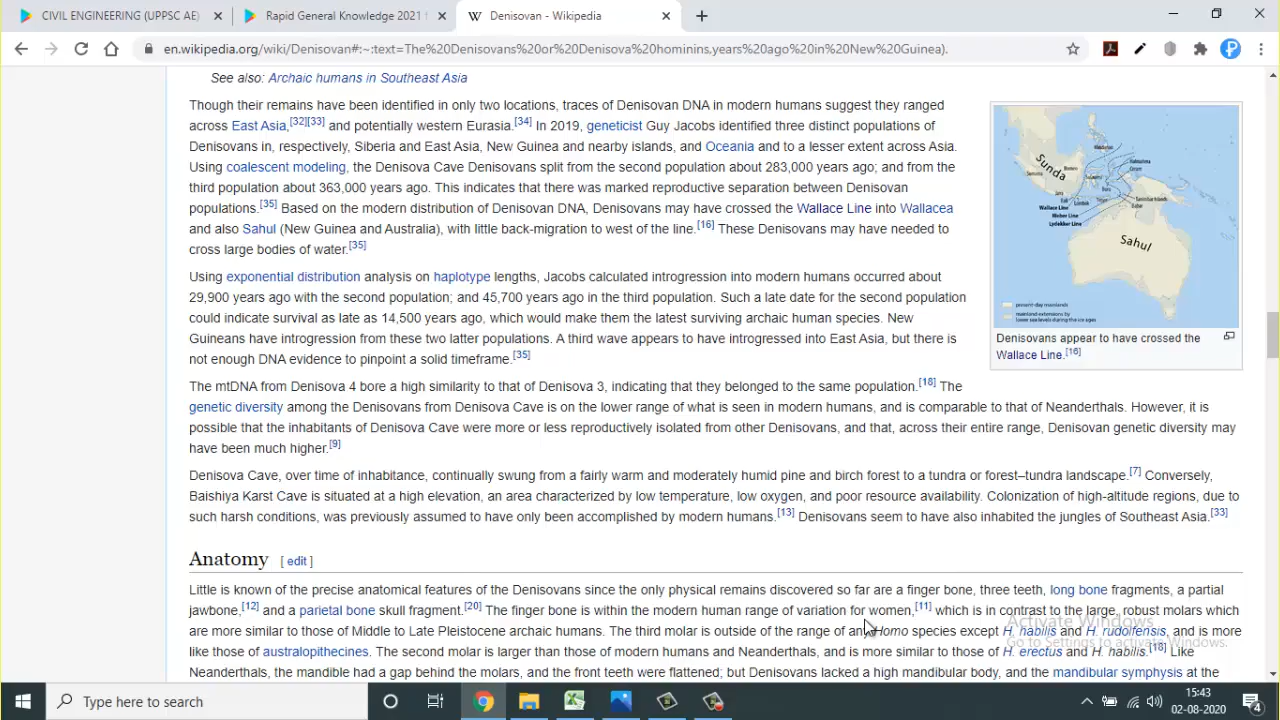 CIVIL ENGINEERING (UPPSC AE)
Rapid General Knowledge 2021 f
Denisovan - Wikipedia
en.wikipedia.org/wiki/Denisovan#:~:text=The%20Denisovans%20or%20Denisova%20hominins,years%20ago%20in%20New%20Guinea).
See also: Archaic humans in Southeast Asia
Though their remains have been identified in only two locations, traces of Denisovan DNA in modern humans suggest they ranged
across East Asia,[32][33] and potentially western Eurasia.[34] In 2019, geneticist Guy Jacobs identified three distinct populations of
Denisovans in, respectively, Siberia and East Asia, New Guinea and nearby islands, and Oceania and to a lesser extent across Asia.
Using coalescent modeling, the Denisova Cave Denisovans split from the second population about 283,000 years ago; and from the
third population about 363,000 years ago. This indicates that there was marked reproductive separation between Denisovan
populations.[35] Based on the modern distribution of Denisovan DNA, Denisovans may have crossed the Wallace Line into Wallacea
and also Sahul (New Guinea and Australia), with little back-migration to west of the line.[16] These Denisovans may have needed to
cross large bodies of water.[35]
Sunda
Sahul
Wallace Line
Weber Line
Lydekker Line
present-day mainlands
mainland extensions by
lower sea levels during the ice ages
Denisovans appear to have crossed the
Wallace Line.[16]
Using exponential distribution analysis on haplotype lengths, Jacobs calculated introgression into modern humans occurred about
29,900 years ago with the second population; and 45,700 years ago in the third population. Such a late date for the second population
could indicate survival as late as 14,500 years ago, which would make them the latest surviving archaic human species. New
Guineans have introgression from these two latter populations. A third wave appears to have introgressed into East Asia, but there is
not enough DNA evidence to pinpoint a solid timeframe.[35]
The mtDNA from Denisova 4 bore a high similarity to that of Denisova 3, indicating that they belonged to the same population.[18] The
genetic diversity among the Denisovans from Denisova Cave is on the lower range of what is seen in modern humans, and is comparable to that of Neanderthals. However, it is
possible that the inhabitants of Denisova Cave were more or less reproductively isolated from other Denisovans, and that, across their entire range, Denisovan genetic diversity may
have been much higher.[9]
Denisova Cave, over time of inhabitance, continually swung from a fairly warm and moderately humid pine and birch forest to a tundra or forest–tundra landscape.[7] Conversely,
Baishiya Karst Cave is situated at a high elevation, an area characterized by low temperature, low oxygen, and poor resource availability. Colonization of high-altitude regions, due to
such harsh conditions, was previously assumed to have only been accomplished by modern humans.[13] Denisovans seem to have also inhabited the jungles of Southeast Asia.[33]
Anatomy [ edit ]
Little is known of the precise anatomical features of the Denisovans since the only physical remains discovered so far are a finger bone, three teeth, long bone fragments, a partial
jawbone,[12] and a parietal bone skull fragment.[20] The finger bone is within the modern human range of variation for women,[11] which is in contrast to the large, robust molars which
are more similar to those of Middle to Late Pleistocene archaic humans. The third molar is outside of the range of any Homo species except H. habilis and H. rudolfensis, and is more
like those of australopithecines. The second molar is larger than those of modern humans and Neanderthals, and is more similar to those of H. erectus and H. habilis.[18] Like
Neanderthals, the mandible had a gap behind the molars, and the front teeth were flattened; but Denisovans lacked a high mandibular body, and the mandibular symphysis at the
Activate Windows
Go to Settings to activate Windows.
Type here to search
15:43
02-08-2020
4